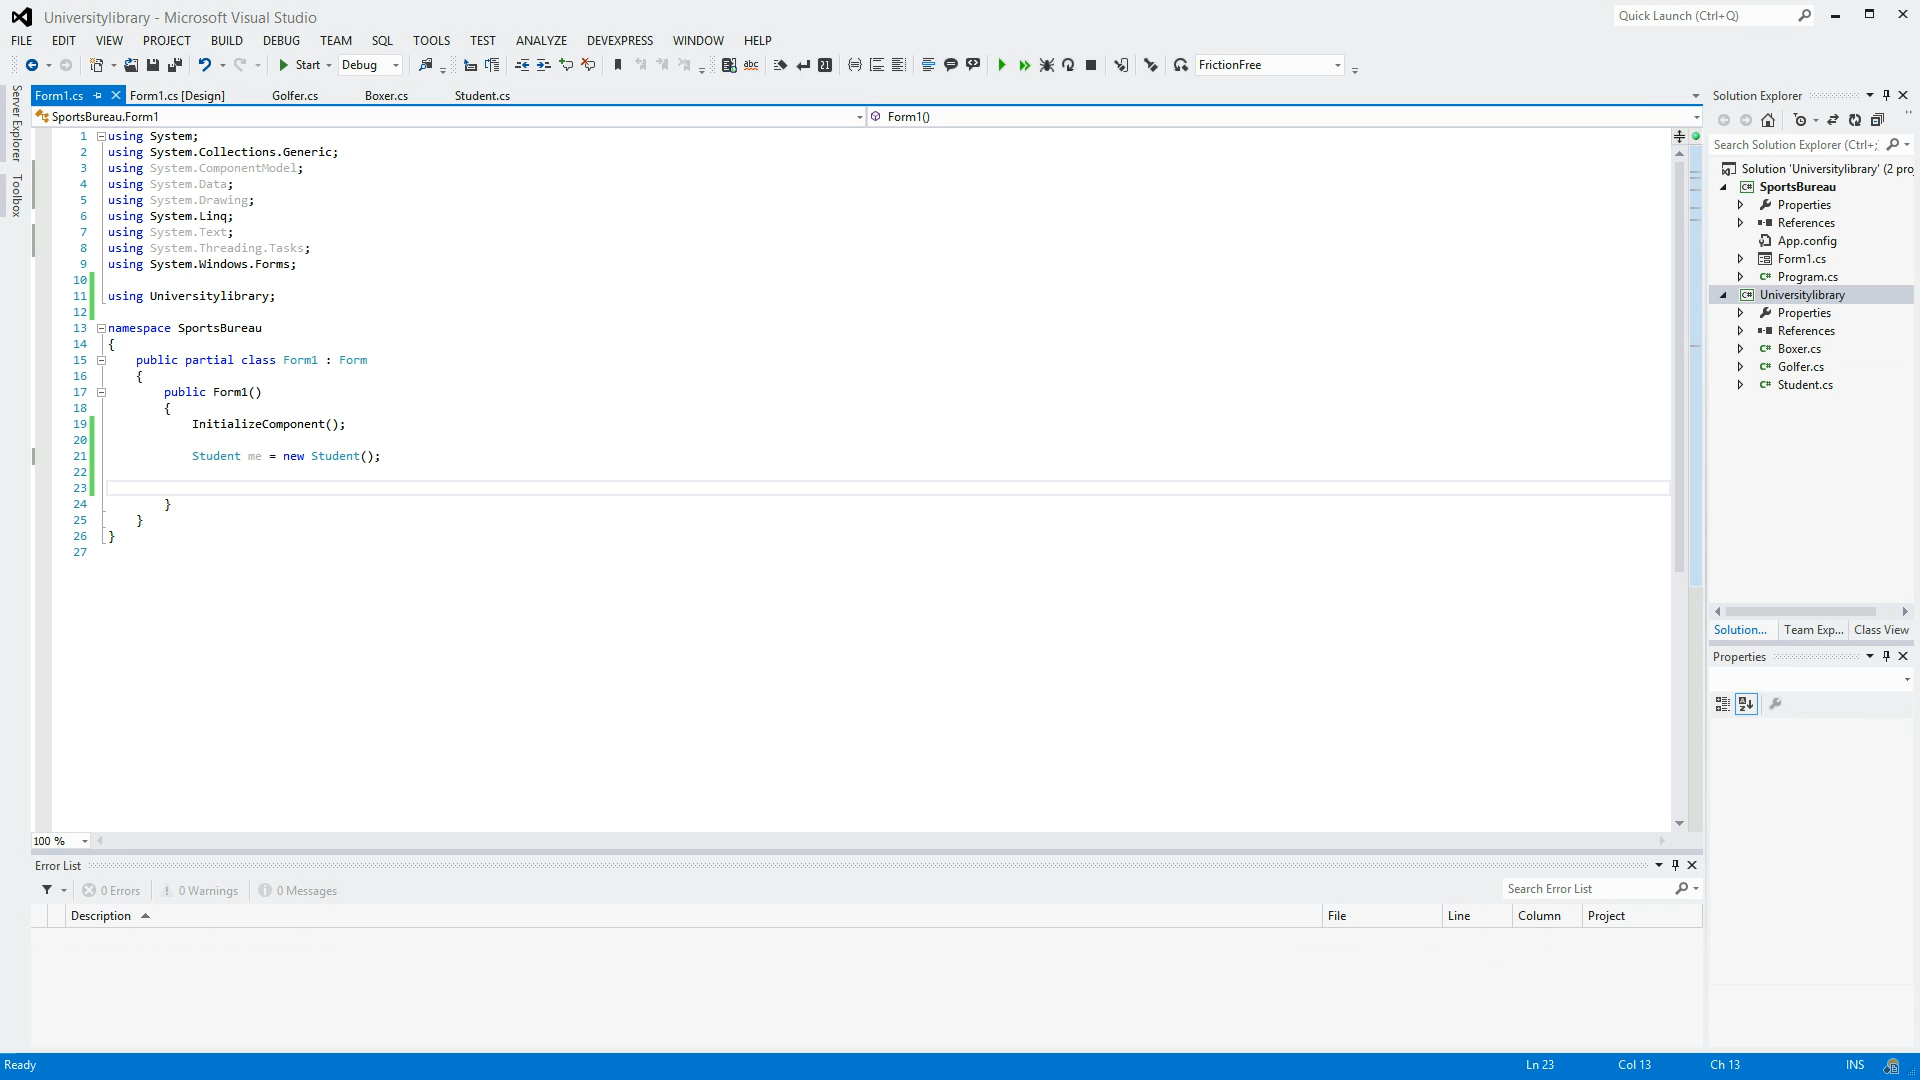 Universitylibrary - Microsoft Visual Studio
Quick Launch (Ctrl+Q)
FILE EDIT VIEW PROJECT BUILD DEBUG TEAM SQL TOOLS TEST ANALYZE DEVEXPRESS WINDOW HELP
Start Debug FrictionFree
Server Explorer
Toolbox
Form1.cs Form1.cs [Design] Golfer.cs Boxer.cs Student.cs
SportsBureau.Form1 Form1()
1 using System;
2 using System.Collections.Generic;
3 using System.ComponentModel;
4 using System.Data;
5 using System.Drawing;
6 using System.Linq;
7 using System.Text;
8 using System.Threading.Tasks;
9 using System.Windows.Forms;
10
11 using Universitylibrary;
12
13 namespace SportsBureau
14 {
15 public partial class Form1 : Form
16 {
17 public Form1()
18 {
19 InitializeComponent();
20
21 Student me = new Student();
22
23
24 }
25 }
26 }
27
100 %
Solution Explorer
Search Solution Explorer (Ctrl+;
Solution 'Universitylibrary' (2 pro
C# SportsBureau
Properties
References
App.config
Form1.cs
C# Program.cs
C# Universitylibrary
Properties
References
C# Boxer.cs
C# Golfer.cs
C# Student.cs
Solution... Team Exp... Class View
Properties
Error List
0 Errors 0 Warnings 0 Messages
Search Error List
Description File Line Column Project
Ready Ln 23 Col 13 Ch 13 INS